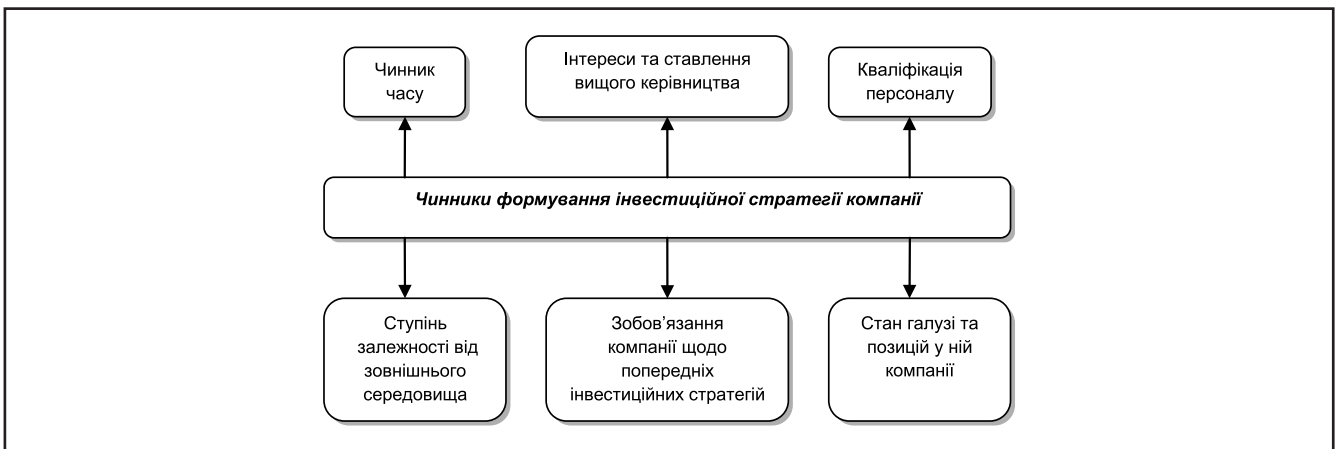 Чинник
часу
Інтереси та ставлення
вищого керівництва
Кваліфікація
персоналу
Чинники формування інвестиційної стратегії компанії
Ступінь
залежності від
зовнішнього
середовища
Зобов’язання
компанії щодо
попередніх
інвестиційних стратегій
Стан галузі та
позицій у ній
компанії